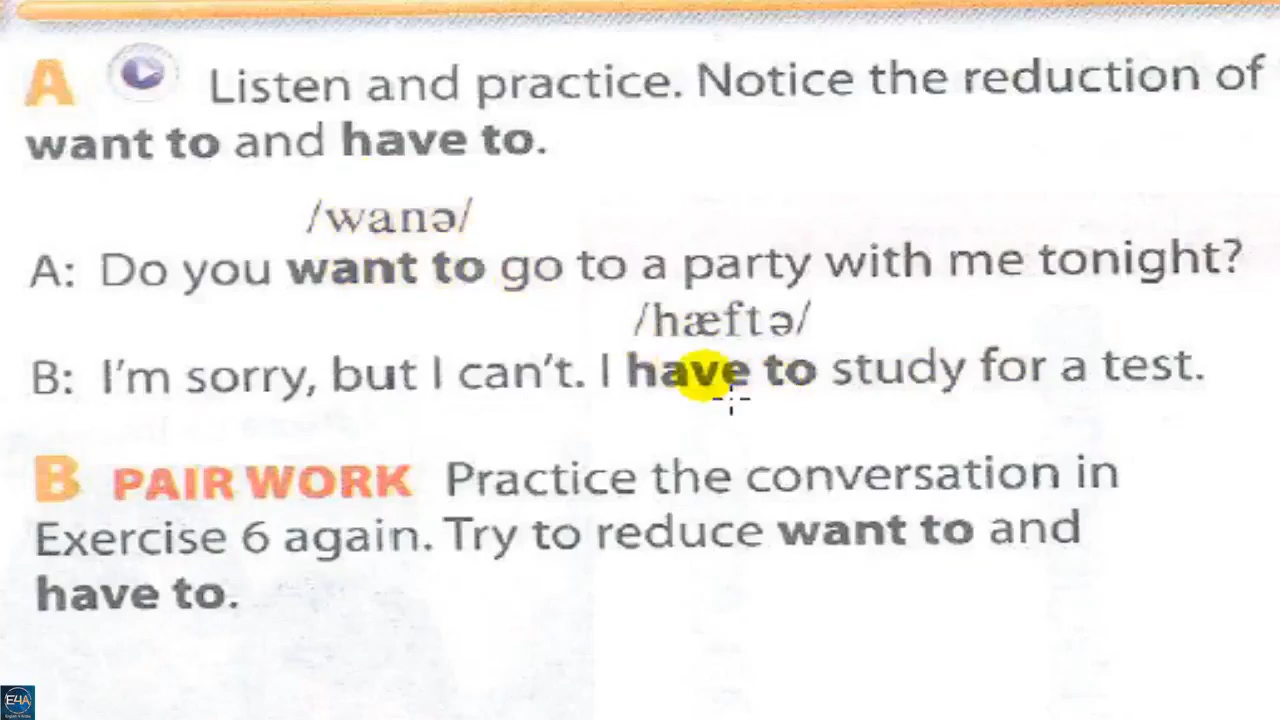 A Listen and practice. Notice the reduction of
want to and have to.
/wanə/
A: Do you want to go to a party with me tonight?
/hæftə/
B: I'm sorry, but I can't. I have to study for a test.
B PAIR WORK Practice the conversation in
Exercise 6 again. Try to reduce want to and
have to.
E4A